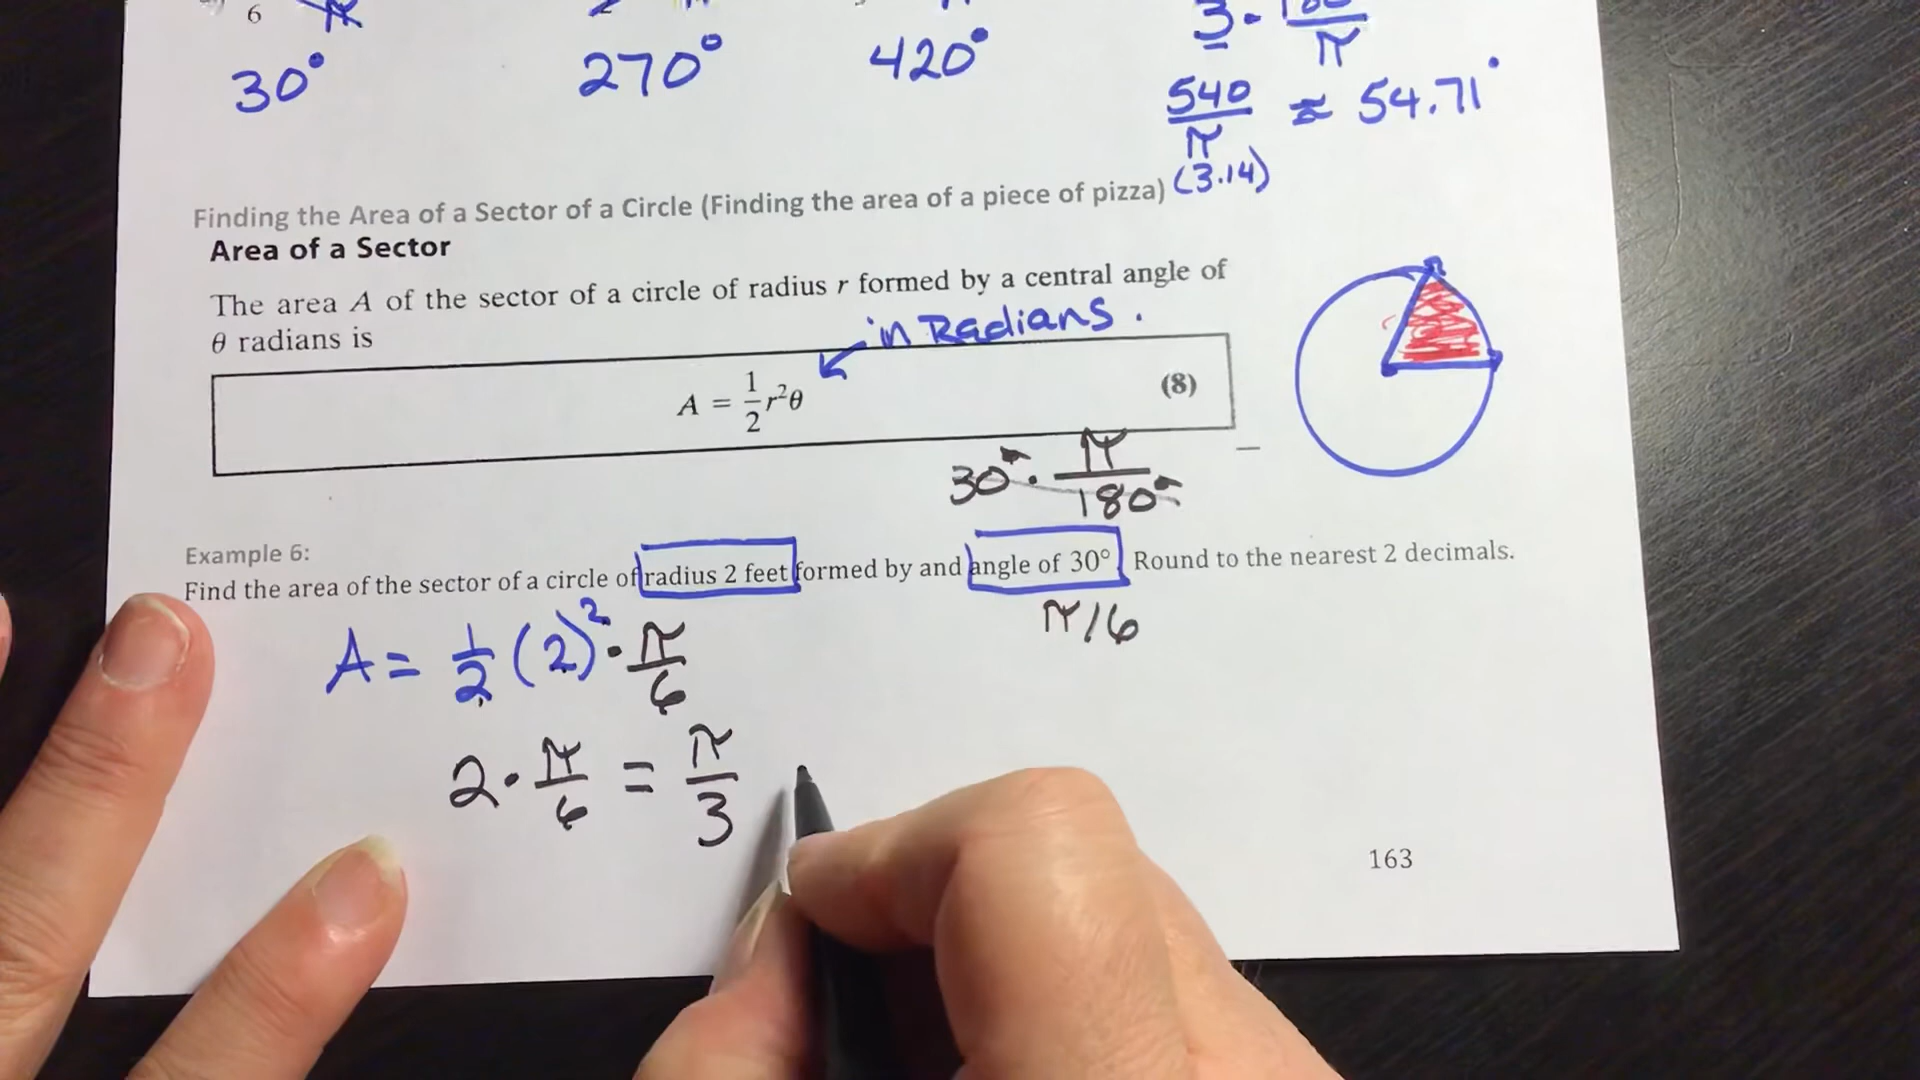 6 π
30° 270° 420° 3 · 180/π
540/π ≈ 54.71°
(3.14)
Finding the Area of a Sector of a Circle (Finding the area of a piece of pizza)
Area of a Sector
The area A of the sector of a circle of radius r formed by a central angle of
θ radians is
in Radians.
A = 1/2 r²θ (8)
30° · π/180°
Example 6:
Find the area of the sector of a circle of radius 2 feet formed by and angle of 30°. Round to the nearest 2 decimals.
π/6
A = 1/2 (2)² · π/6
2 · π/6 = π/3
163